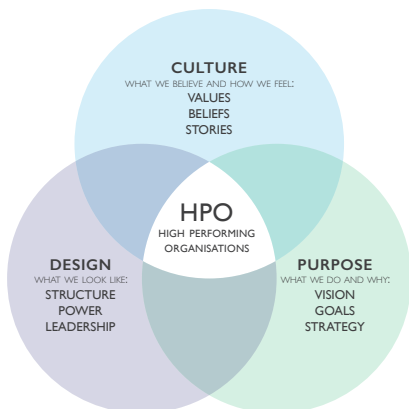 CULTURE
WHAT WE BELIEVE AND HOW WE FEEL:
VALUES
BELIEFS
STORIES
HPO
HIGH PERFORMING
ORGANISATIONS
DESIGN
WHAT WE LOOK LIKE:
STRUCTURE
POWER
LEADERSHIP
PURPOSE
WHAT WE DO AND WHY:
VISION
GOALS
STRATEGY